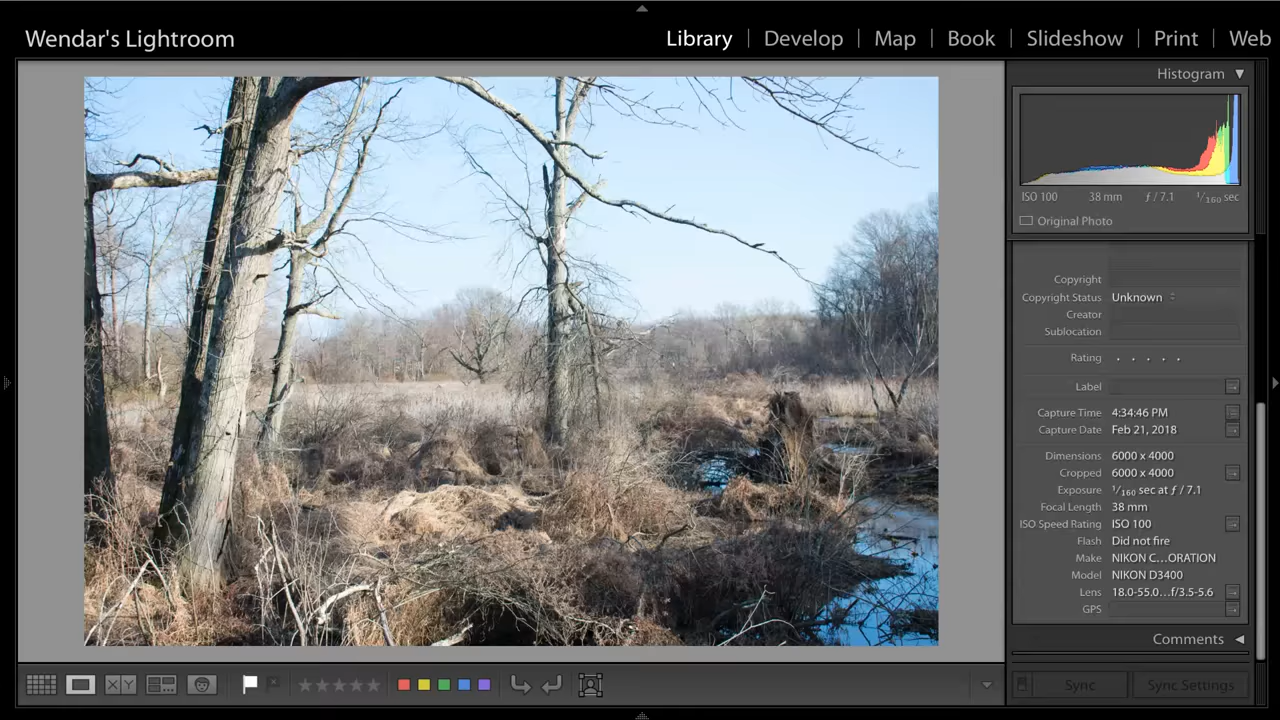 Wendar's Lightroom
Library | Develop | Map | Book | Slideshow | Print | Web
Histogram
ISO 100 38 mm ƒ / 7.1 1/160 sec
Original Photo
Copyright
Copyright Status Unknown
Creator
Sublocation
Rating
Label
Capture Time 4:34:46 PM
Capture Date Feb 21, 2018
Dimensions 6000 x 4000
Cropped 6000 x 4000
Exposure 1/160 sec at ƒ / 7.1
Focal Length 38 mm
ISO Speed Rating ISO 100
Flash Did not fire
Make NIKON C...ORATION
Model NIKON D3400
Lens 18.0-55.0...f/3.5-5.6
GPS
Comments
X Y
Sync Sync Settings